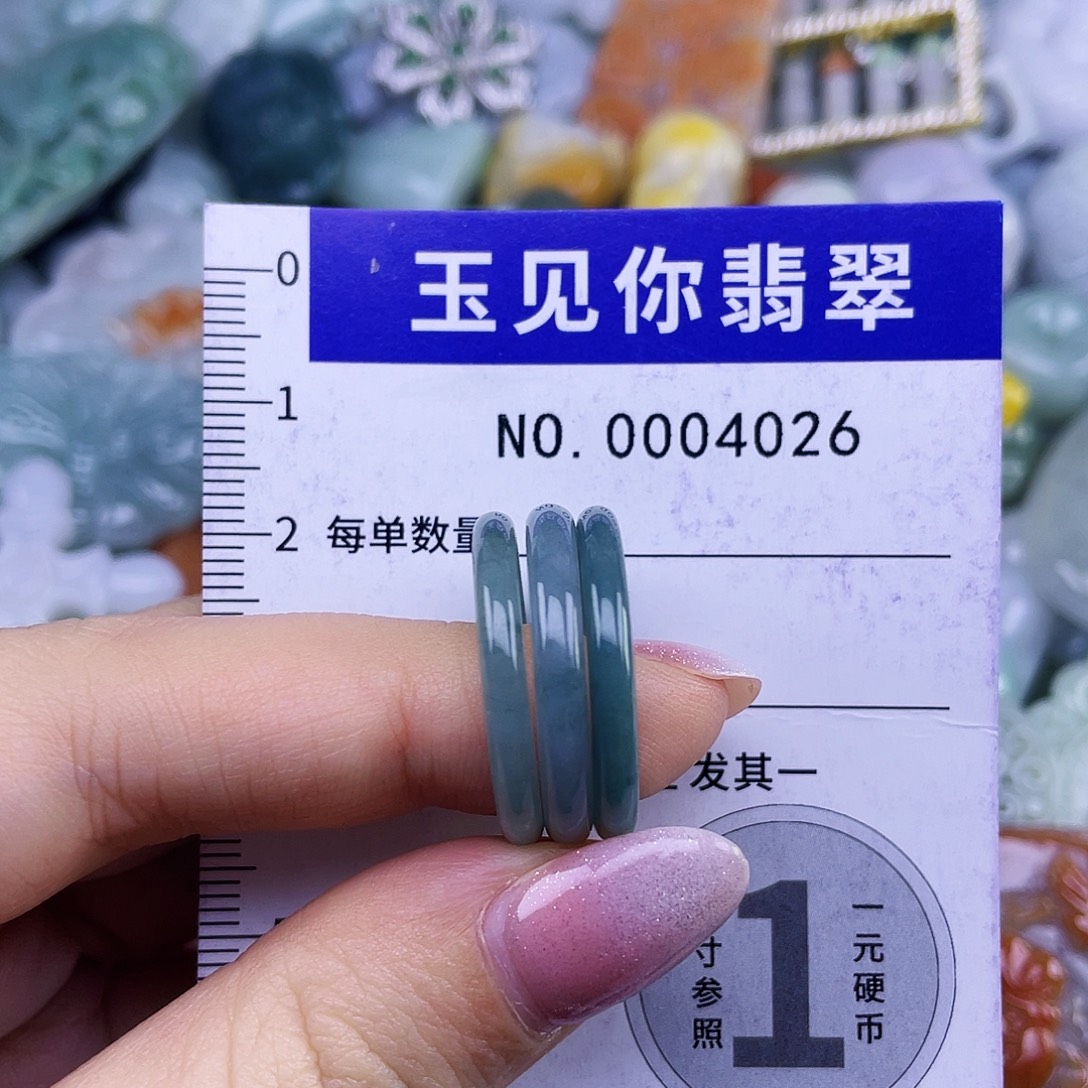 玉见你翡翠
0
NO.0004026
1
2
每单数量
发其一
1
一元硬币
寸参照